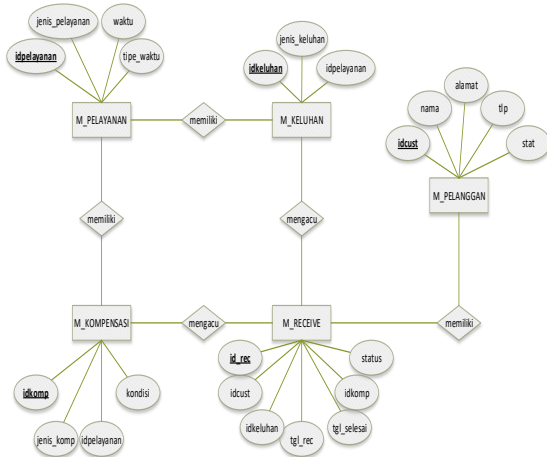 jenis_pelayanan
waktu
idpelayanan
tipe_waktu
jenis_keluhan
idkeluhan
idpelayanan
alamat
nama
tlp
idcust
stat
M_PELAYANAN
memiliki
M_KELUHAN
M_PELANGGAN
memiliki
mengacu
M_KOMPENSASI
mengacu
M_RECEIVE
memiliki
idkomp
kondisi
jenis_komp
idpelayanan
id_rec
status
idcust
idkomp
idkeluhan
tgl_selesai
tgl_rec